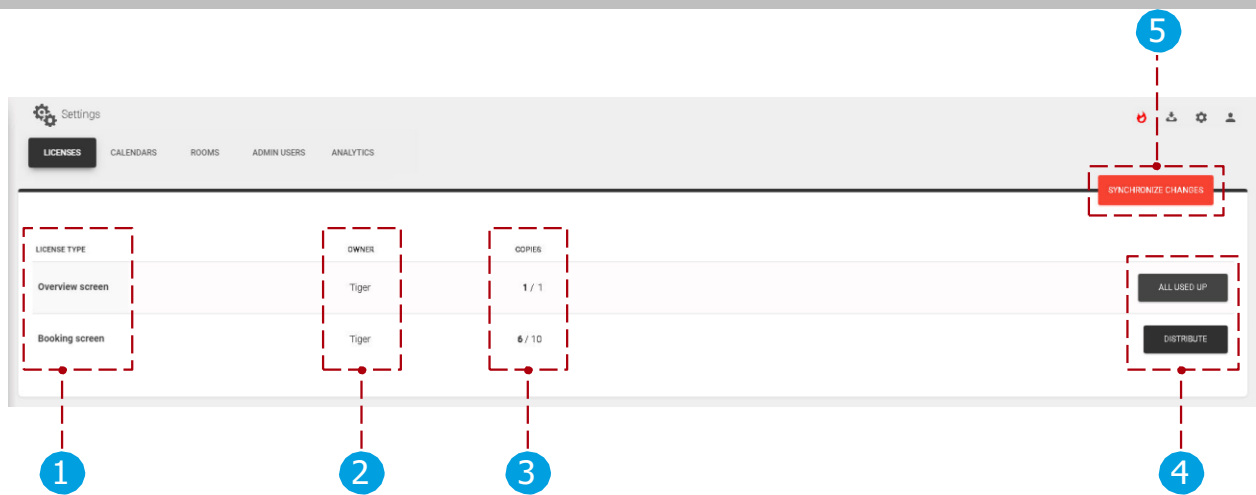 5
Settings
LICENSES CALENDARS ROOMS ADMIN USERS ANALYTICS
SYNCHRONIZE CHANGES
LICENSE TYPE OWNER COPIES
Overview screen Tiger 1 / 1 ALL USED UP
Booking screen Tiger 6 / 10 DISTRIBUTE
1 2 3 4